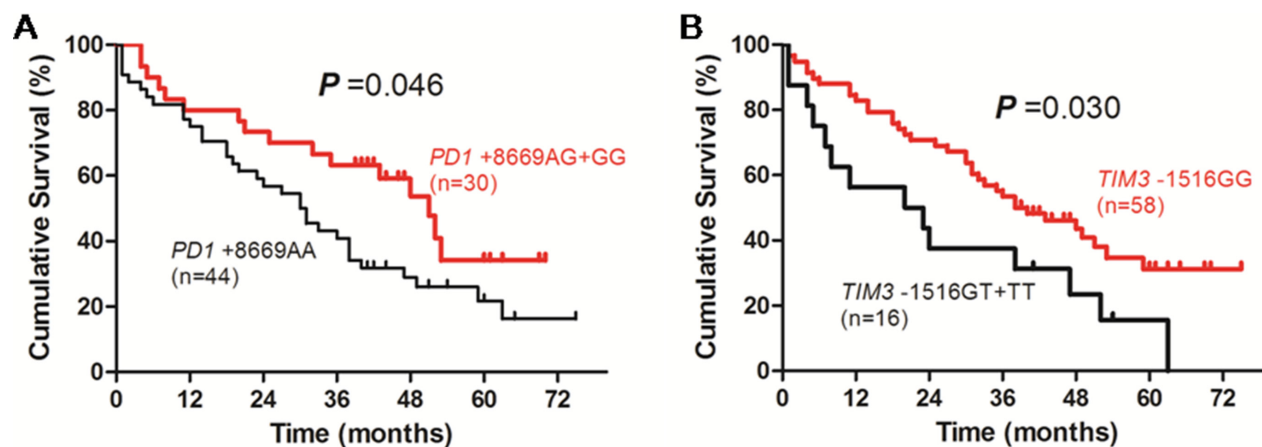 A
Cumulative Survival (%)
100
80
60
40
20
0
P =0.046
PD1 +8669AG+GG
(n=30)
PD1 +8669AA
(n=44)
0 12 24 36 48 60 72
Time (months)
B
Cumulative Survival (%)
100
80
60
40
20
0
P =0.030
TIM3 -1516GG
(n=58)
TIM3 -1516GT+TT
(n=16)
0 12 24 36 48 60 72
Time (months)